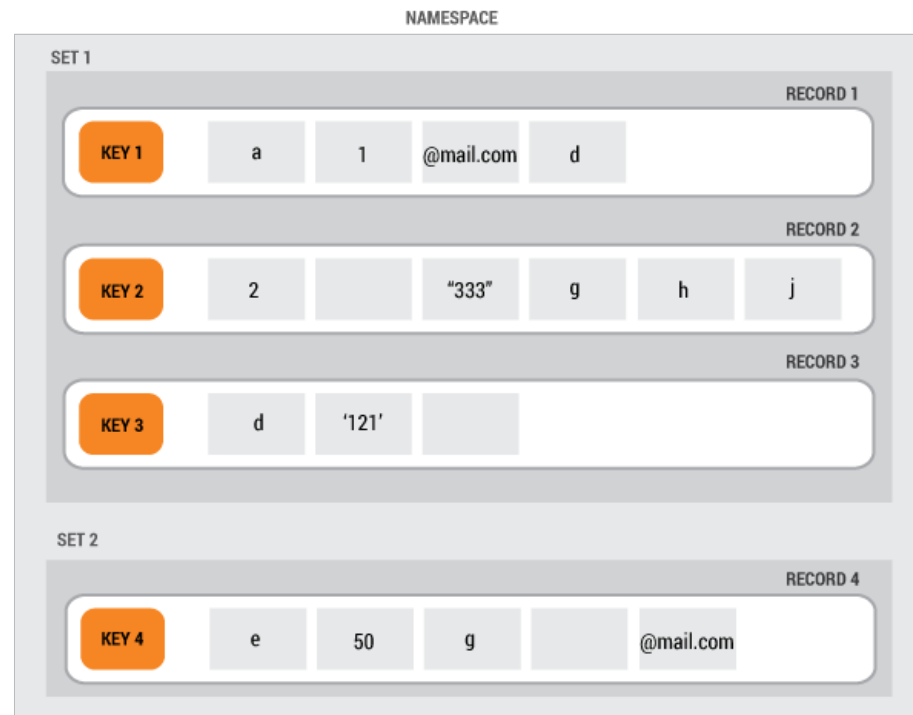 NAMESPACE
SET 1
RECORD 1
KEY 1 a 1 @mail.com d
RECORD 2
KEY 2 2 “333” g h j
RECORD 3
KEY 3 d ‘121’
SET 2
RECORD 4
KEY 4 e 50 g @mail.com